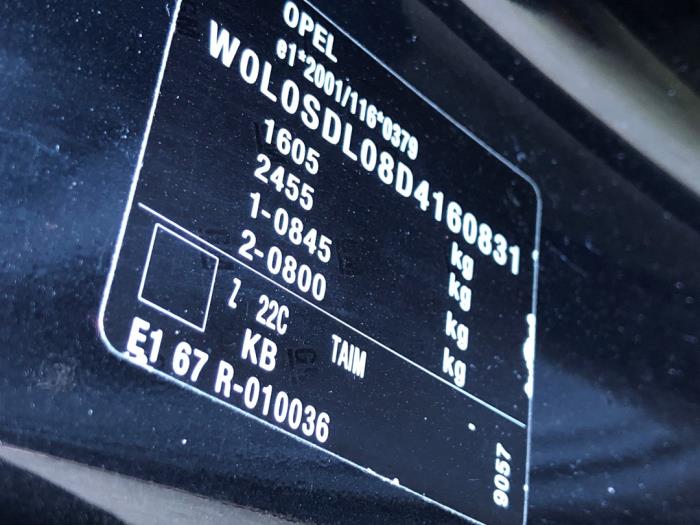 OPEL
e1*2001/116*0379
W0L0SDL08D4160831
1605 kg
2455 kg
1-0845 kg
2-0800 kg
Z 22C TAIM
KB
E1 67 R-010036
9057